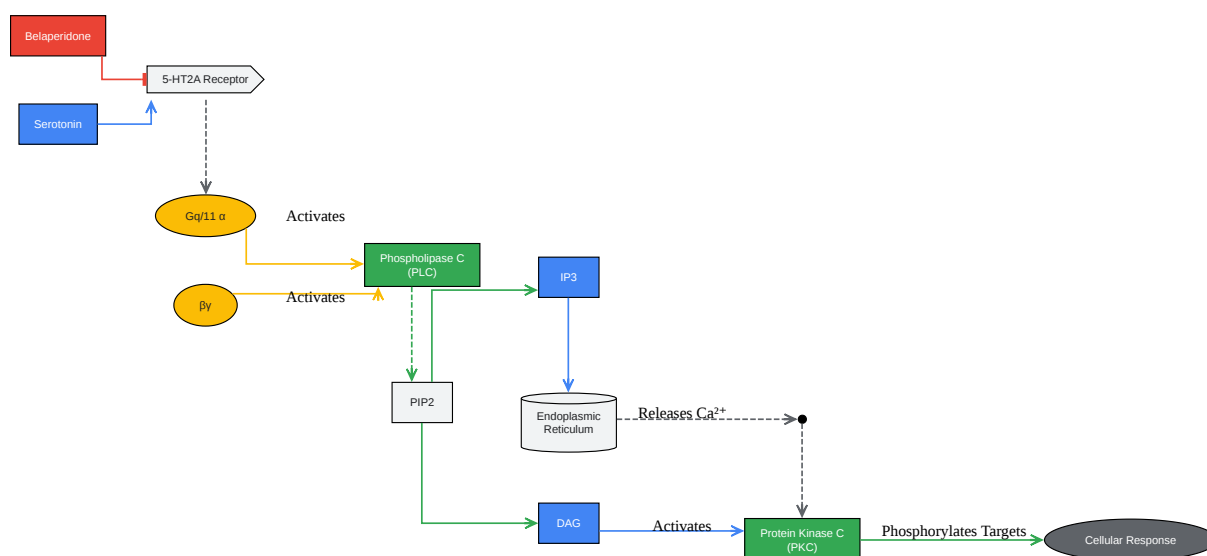 Belaperidone
5-HT2A Receptor
Serotonin
Gq/11 α
Activates
Phospholipase C
(PLC)
IP3
βγ
Activates
PIP2
Endoplasmic
Reticulum
Releases Ca²⁺
DAG
Activates
Protein Kinase C
(PKC)
Phosphorylates Targets
Cellular Response